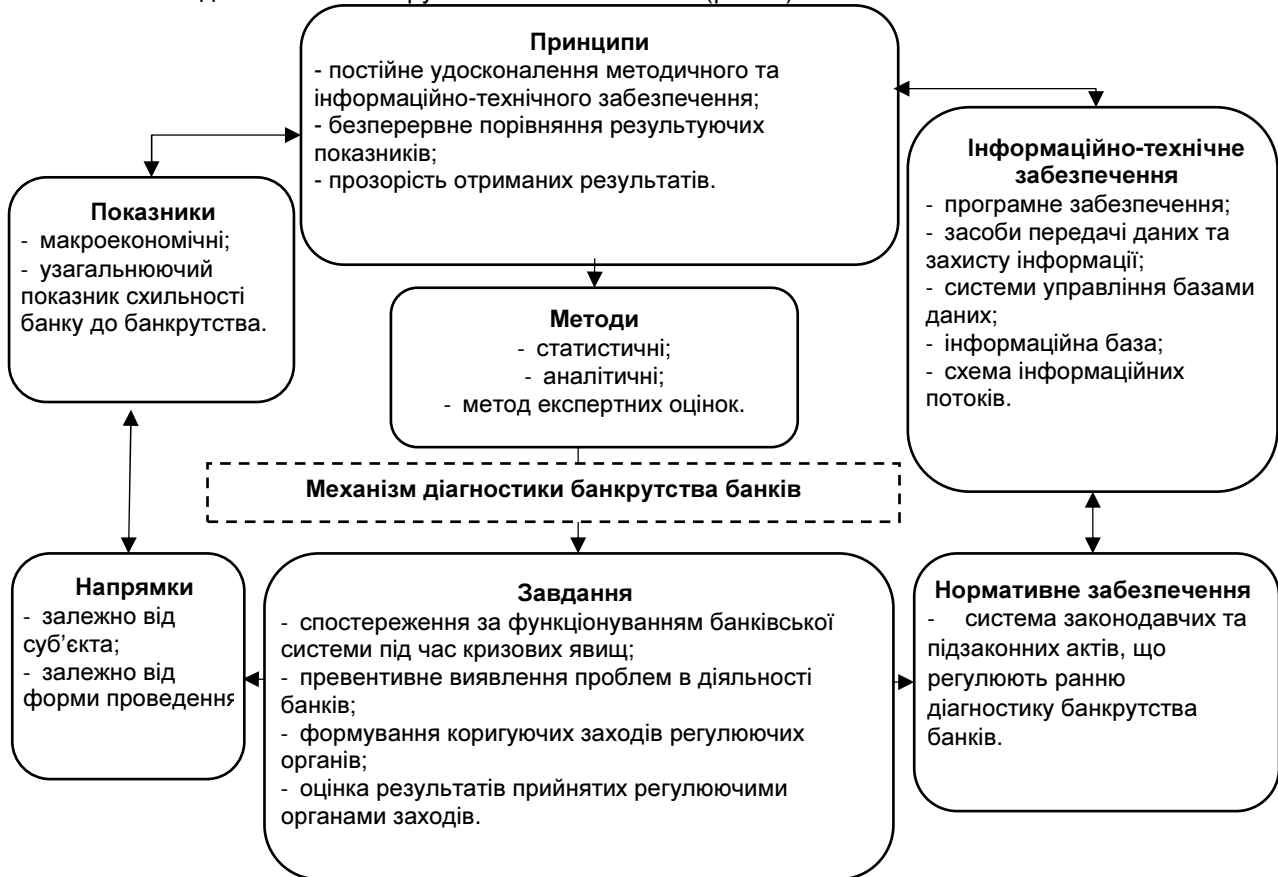 Принципи
- постійне удосконалення методичного та
інформаційно-технічного забезпечення;
- безперервне порівняння результуючих
показників;
- прозорість отриманих результатів.
Показники
- макроекономічні;
- узагальнюючий
показник схильності
банку до банкрутства.
Інформаційно-технічне
забезпечення
- програмне забезпечення;
- засоби передачі даних та
захисту інформації;
- системи управління базами
даних;
- інформаційна база;
- схема інформаційних
потоків.
Методи
- статистичні;
- аналітичні;
- метод експертних оцінок.
Механізм діагностики банкрутства банків
Напрямки
- залежно від
суб’єкта;
- залежно від
форми проведення
Завдання
- спостереження за функціонуванням банківської
системи під час кризових явищ;
- превентивне виявлення проблем в діяльності
банків;
- формування коригуючих заходів регулюючих
органів;
- оцінка результатів прийнятих регулюючими
органами заходів.
Нормативне забезпечення
- система законодавчих та
підзаконних актів, що
регулюють ранню
діагностику банкрутства
банків.